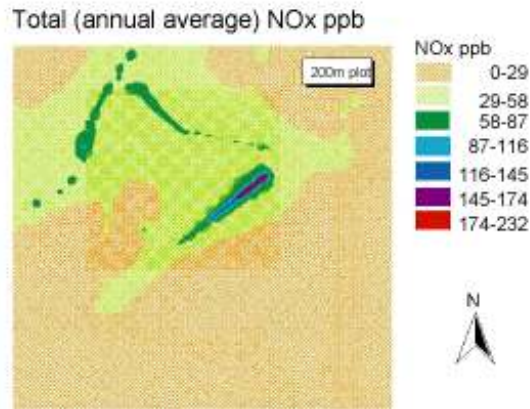 Total (annual average) NOx ppb
200m plot
NOx ppb
0-29
29-58
58-87
87-116
116-145
145-174
174-232
N